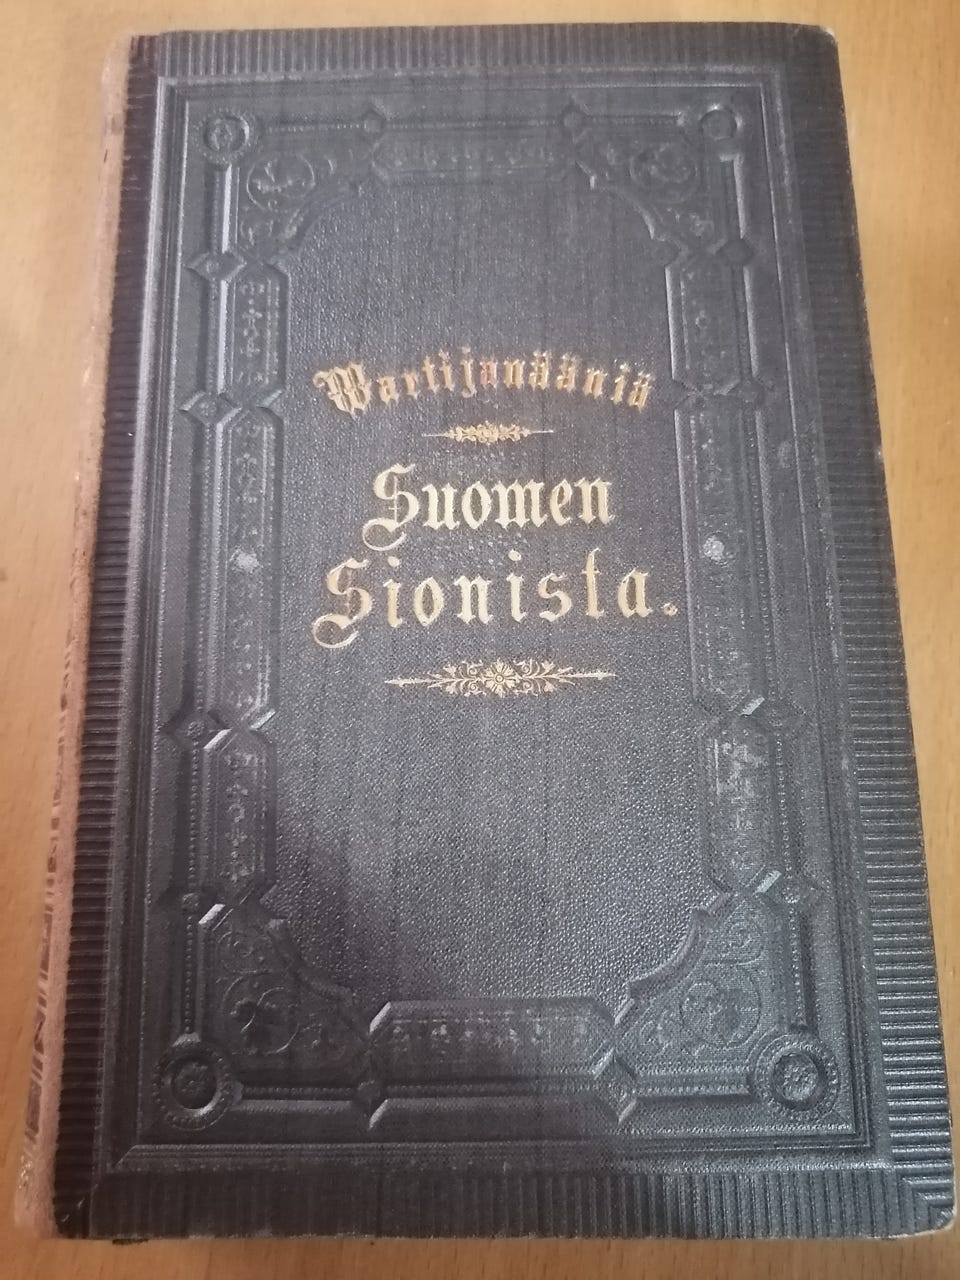 Wartijanääniä
Suomen
Sionista.